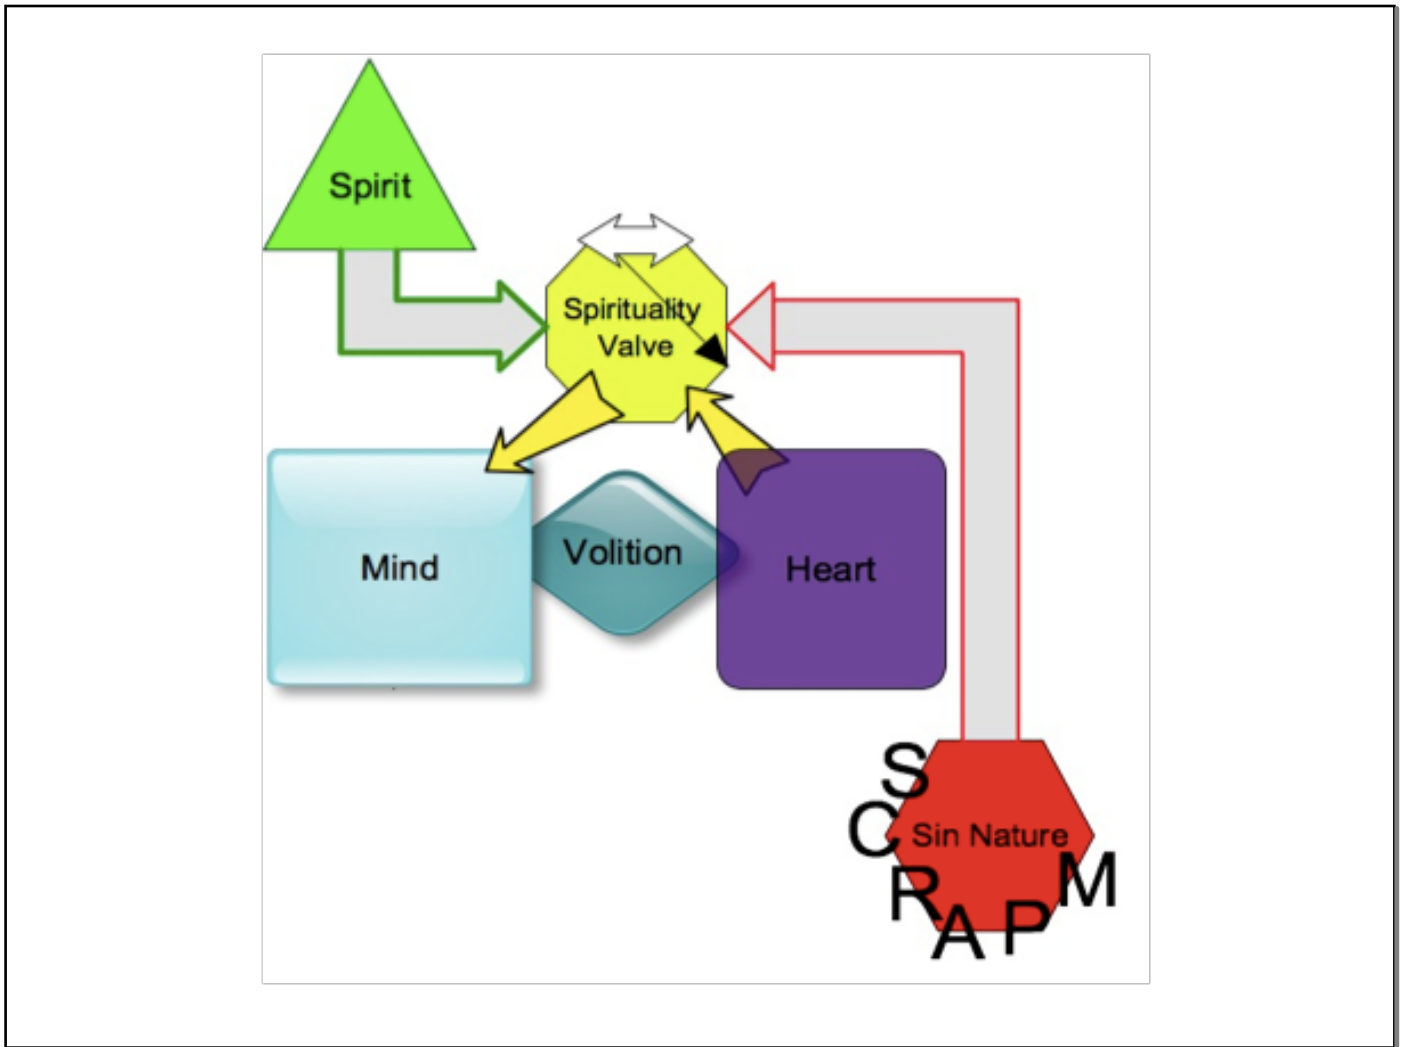 Spirit
Spirituality
Valve
Mind
Volition
Heart
Sin Nature
S
C
R
A
P
M